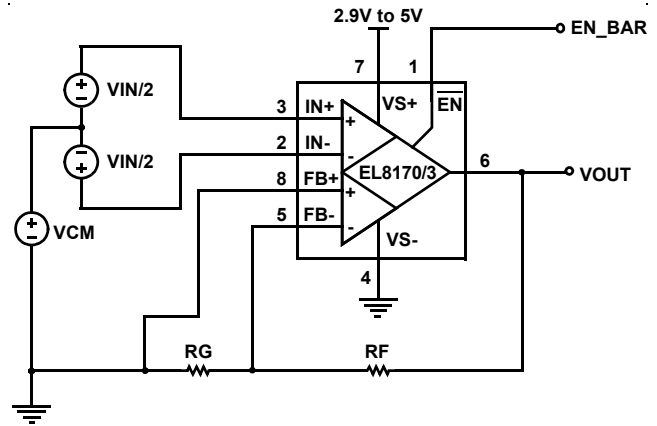 2.9V to 5V
EN_BAR
7
1
VIN/2
VS+
EN
3
IN+
+
2
IN-
-
VIN/2
EL8170/3
6
VOUT
8
FB+
+
5
FB-
-
VCM
VS-
4
RG
RF